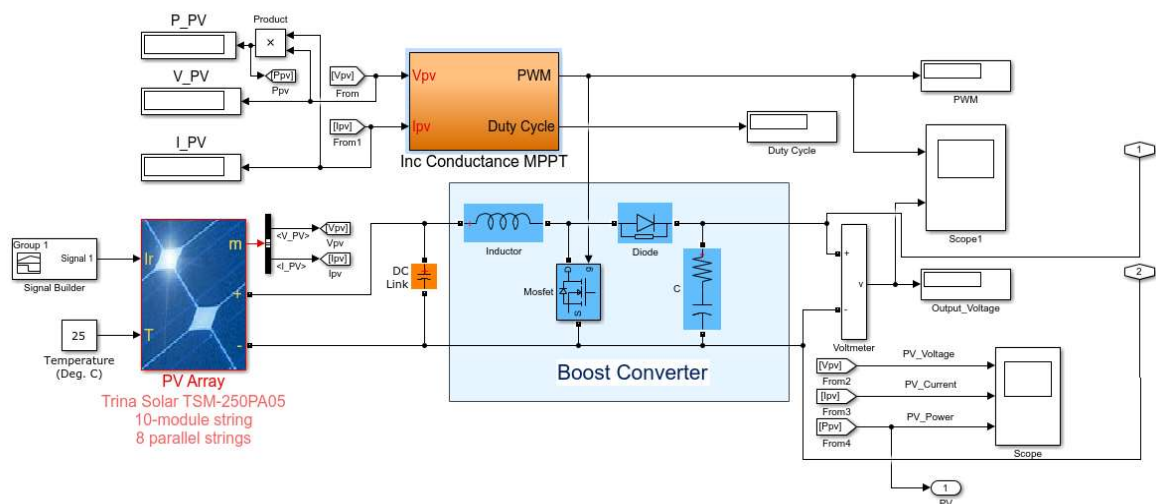 P_PV
Product
×
[Ppv]
Ppv
V_PV
I_PV
[Vpv]
From
[Ipv]
From1
Vpv
PWM
Ipv
Duty Cycle
Inc Conductance MPPT
PWM
Duty Cycle
Scope1
1
2
Group 1
Signal 1
Signal Builder
25
Temperature
(Deg. C)
Ir
m
+
T
-
PV Array
Trina Solar TSM-250PA05
10-module string
8 parallel strings
<V_PV>
[Vpv]
Vpv
<I_PV>
[Ipv]
Ipv
DC
Link
+
Inductor
Diode
Mosfet
D
g
S
C
Boost Converter
+
v
-
Voltmeter
Output_Voltage
[Vpv]
From2
PV_Voltage
[Ipv]
From3
PV_Current
[Ppv]
From4
PV_Power
Scope
1
PV